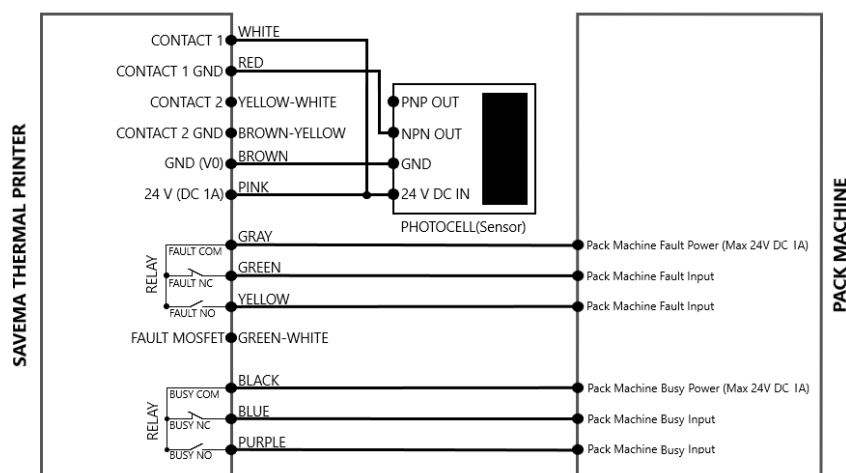 SAVEMA THERMAL PRINTER
CONTACT 1 WHITE
CONTACT 1 GND RED
CONTACT 2 YELLOW-WHITE
PNP OUT
CONTACT 2 GND BROWN-YELLOW
NPN OUT
GND (V0) BROWN
GND
24 V (DC 1A) PINK
24 V DC IN
PHOTOCELL(Sensor)
RELAY
FAULT COM
GRAY
Pack Machine Fault Power (Max 24V DC 1A)
FAULT NC
GREEN
Pack Machine Fault Input
FAULT NO
YELLOW
Pack Machine Fault Input
FAULT MOSFET GREEN-WHITE
RELAY
BUSY COM
BLACK
Pack Machine Busy Power (Max 24V DC 1A)
BUSY NC
BLUE
Pack Machine Busy Input
BUSY NO
PURPLE
Pack Machine Busy Input
PACK MACHINE